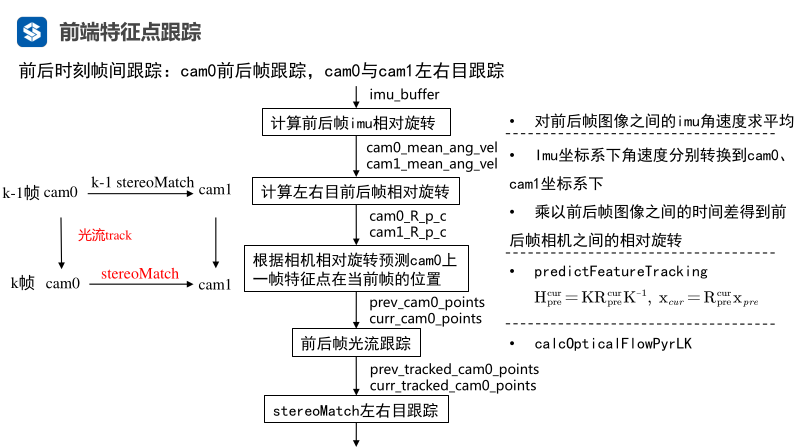 前端特征点跟踪
前后时刻帧间跟踪：cam0前后帧跟踪，cam0与cam1左右目跟踪
imu_buffer
计算前后帧imu相对旋转
cam0_mean_ang_vel
cam1_mean_ang_vel
计算左右目前后帧相对旋转
cam0_R_p_c
cam1_R_p_c
根据相机相对旋转预测cam0上
一帧特征点在当前帧的位置
prev_cam0_points
curr_cam0_points
前后帧光流跟踪
prev_tracked_cam0_points
curr_tracked_cam0_points
stereoMatch左右目跟踪
k-1帧 cam0
k-1 stereoMatch
cam1
光流track
k帧 cam0
stereoMatch
cam1
• 对前后帧图像之间的imu角速度求平均
• Imu坐标系下角速度分别转换到cam0、
cam1坐标系下
• 乘以前后帧图像之间的时间差得到前
后帧相机之间的相对旋转
• predictFeatureTracking
H_{pre}^{cur} = KR_{pre}^{cur}K^{-1}, x_{cur} = R_{pre}^{cur}x_{pre}
• calcOpticalFlowPyrLK